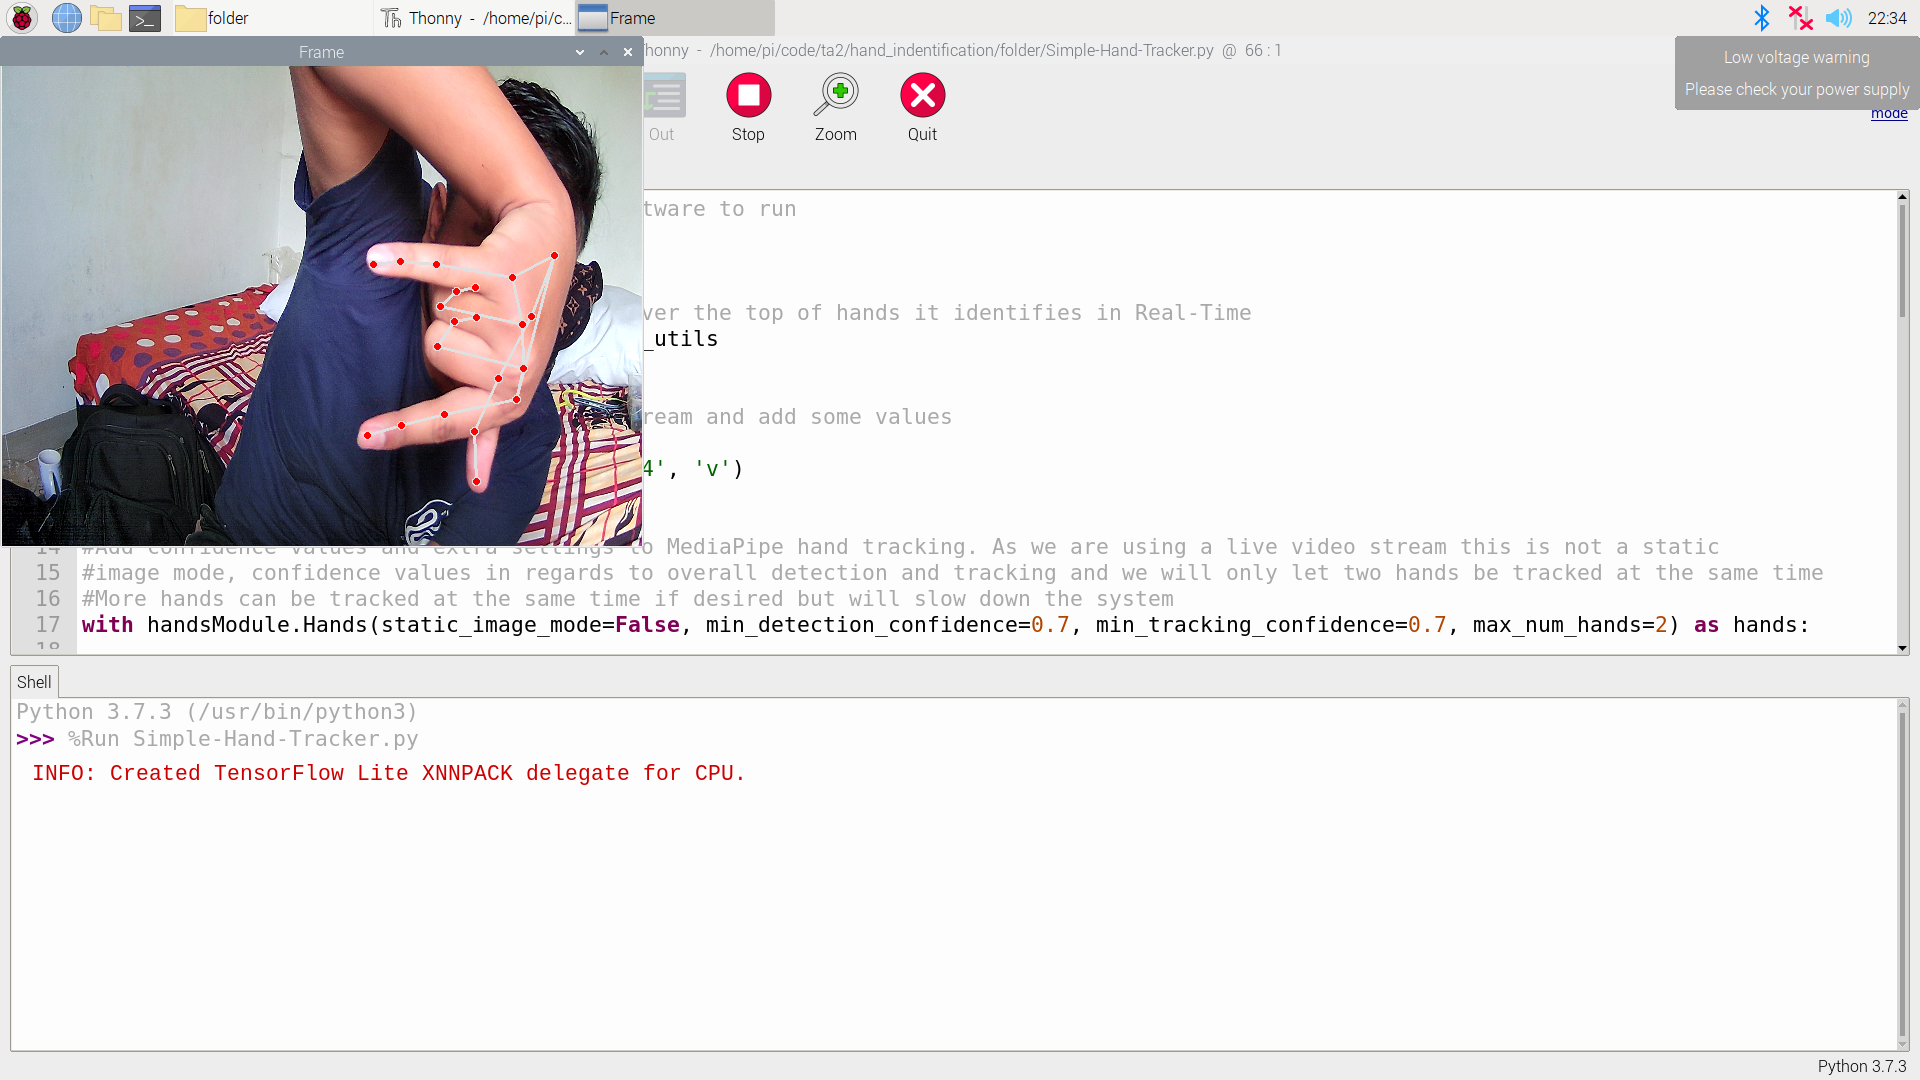 folder
Thonny - /home/pi/c...
Frame
22:34
Frame
Thonny - /home/pi/code/ta2/hand_indentification/folder/Simple-Hand-Tracker.py @ 66 : 1
Low voltage warning
Please check your power supply
mode
Out
Stop
Zoom
Quit
tware to run
ver the top of hands it identifies in Real-Time
_utils
ream and add some values
4', 'v')
14 #Add confidence values and extra settings to MediaPipe hand tracking. As we are using a live video stream this is not a static
15 #image mode, confidence values in regards to overall detection and tracking and we will only let two hands be tracked at the same time
16 #More hands can be tracked at the same time if desired but will slow down the system
17 with handsModule.Hands(static_image_mode=False, min_detection_confidence=0.7, min_tracking_confidence=0.7, max_num_hands=2) as hands:
18
Shell
Python 3.7.3 (/usr/bin/python3)
>>> %Run Simple-Hand-Tracker.py
INFO: Created TensorFlow Lite XNNPACK delegate for CPU.
Python 3.7.3